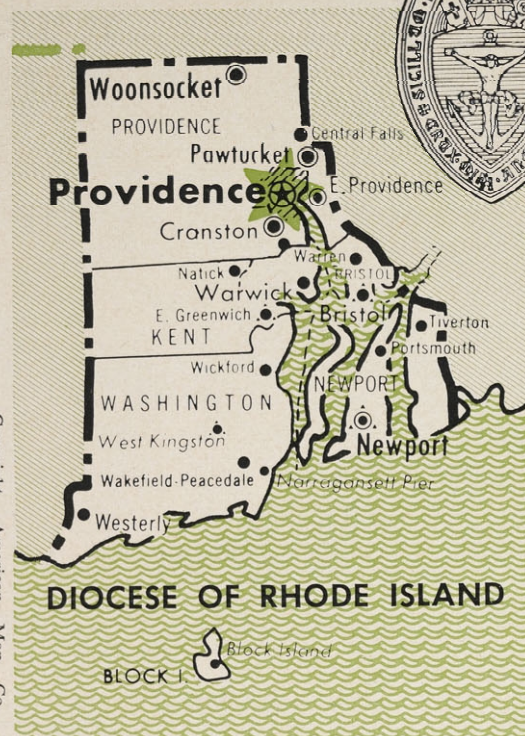 Woonsocket
PROVIDENCE
Central Falls
Pawtucket
Providence
E. Providence
Cranston
Warren
Natick
BRISTOL
Warwick
E. Greenwich
Bristol
Tiverton
KENT
Portsmouth
Wickford
NEWPORT
WASHINGTON
West Kingston
Newport
Wakefield-Peacedale
Narragansett Pier
Westerly
DIOCESE OF RHODE ISLAND
Block Island
BLOCK I.